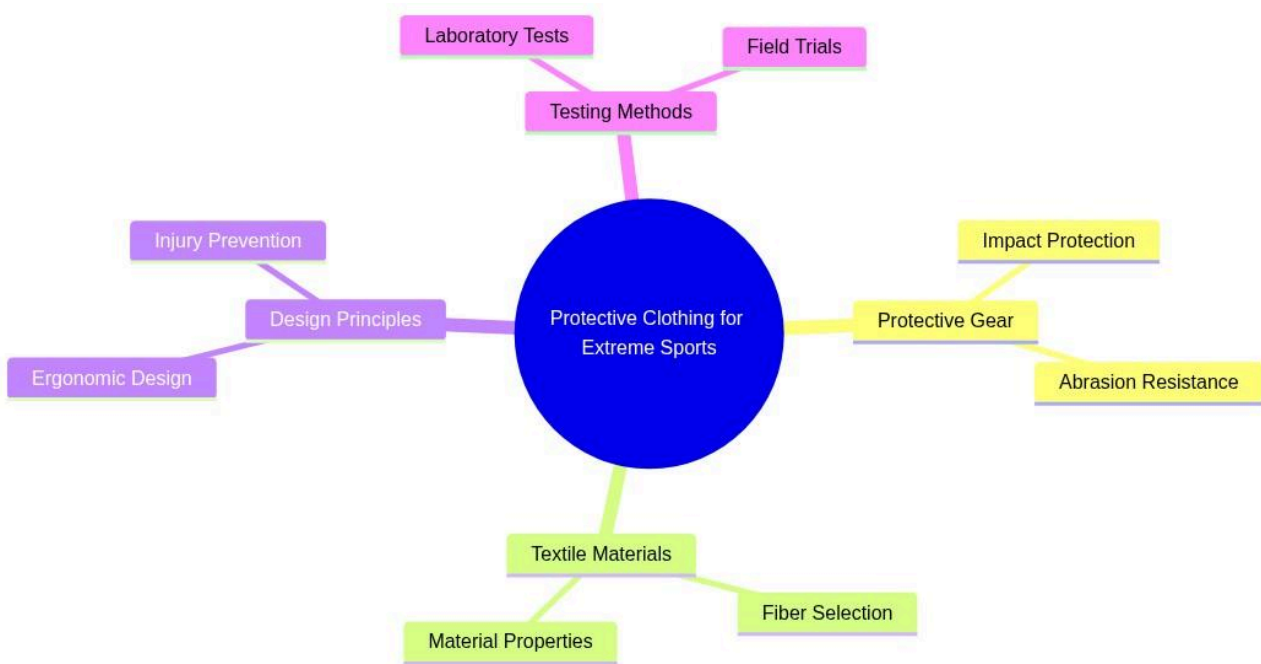 Laboratory Tests
Field Trials
Testing Methods
Injury Prevention
Impact Protection
Design Principles
Protective Clothing for
Extreme Sports
Protective Gear
Ergonomic Design
Abrasion Resistance
Textile Materials
Fiber Selection
Material Properties